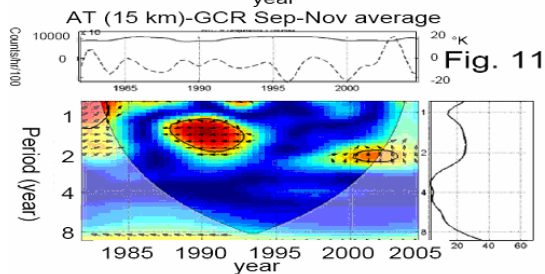 year
AT (15 km)-GCR Sep-Nov average
Counts/hr/100
10000
0
x 10
20 °K
0
-20
Fig. 11
1985 1990 1995 2000
Period (year)
1
2
4
8
1
2
4
8
1985 1990 1995 2000 2005
20 40 60
year